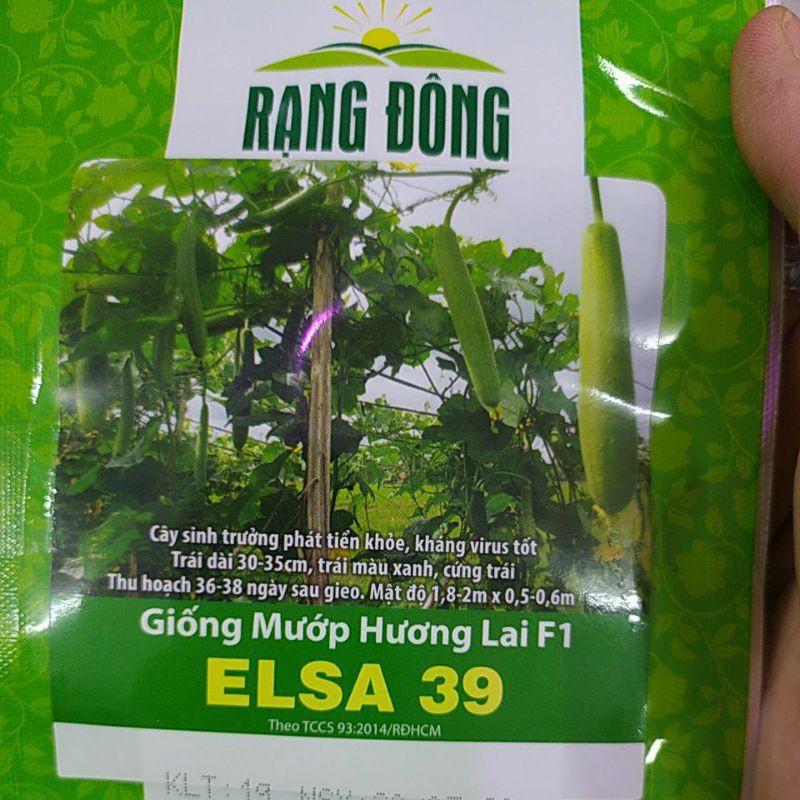 RẠNG ĐÔNG
Cây sinh trưởng phát tiển khỏe, kháng virus tốt
Trái dài 30-35cm, trái màu xanh, cứng trái
Thu hoạch 36-38 ngày sau gieo. Mật độ 1,8-2m x 0,5-0,6m
Giống Mướp Hương Lai F1
ELSA 39
Theo TCCS 93:2014/RĐHCM
KLT: